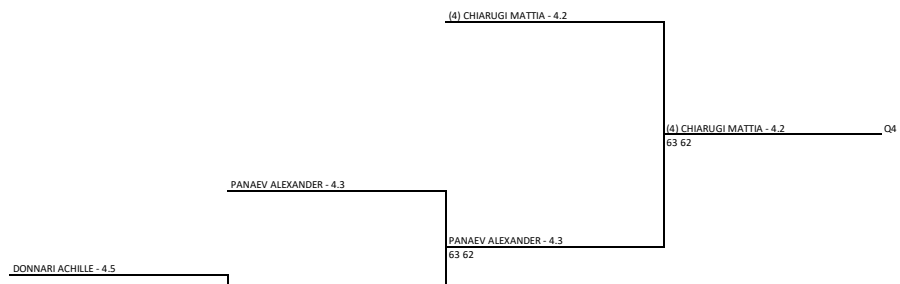 (4) CHIARUGI MATTIA - 4.2
(4) CHIARUGI MATTIA - 4.2
Q4
63 62
PANAEV ALEXANDER - 4.3
PANAEV ALEXANDER - 4.3
63 62
DONNARI ACHILLE - 4.5